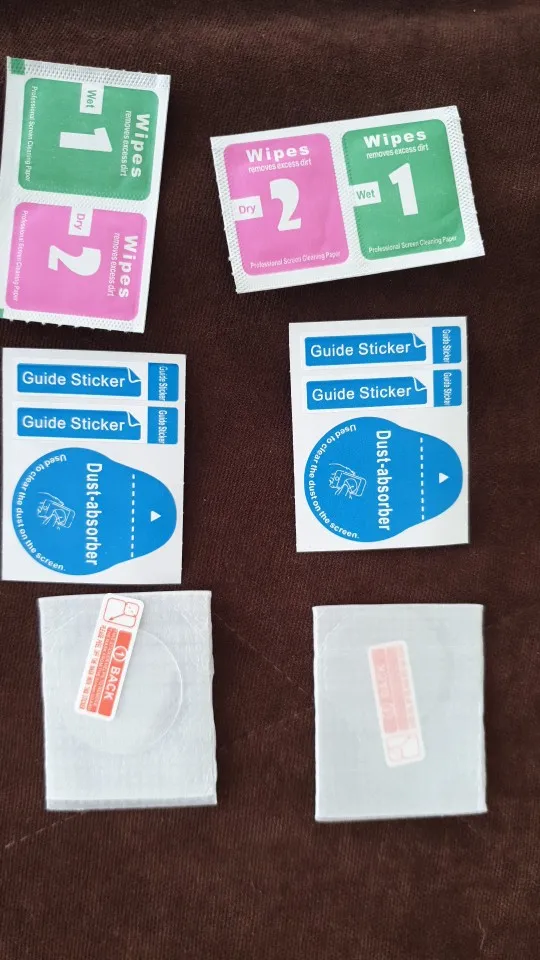 Wipes
removes excess dirt
Wet
1
Professional Screen Cleaning Paper
Wipes
removes excess dirt
Dry
2
Professional Screen Cleaning Paper
Wipes
removes excess dirt
Dry
2
Professional Screen Cleaning Paper
Wipes
removes excess dirt
Wet
1
Professional Screen Cleaning Paper
Guide Sticker
Guide Sticker
Guide Sticker
Guide Sticker
Dust-absorber
Used to clear the dust on the screen.
Guide Sticker
Guide Sticker
Guide Sticker
Guide Sticker
Dust-absorber
Used to clear the dust on the screen.
1 BACK
BACK